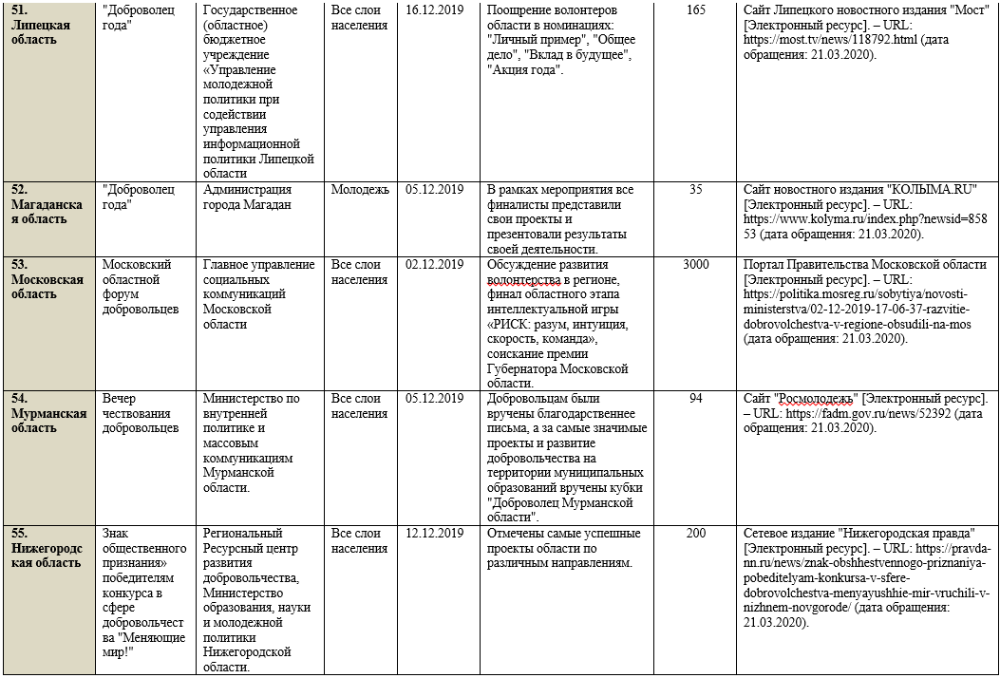 51.
Липецкая
область
"Доброволец
года"
Государственное
(областное)
бюджетное
учреждение
«Управление
молодежной
политики при
содействии
управления
информационной
политики Липецкой
области
Все слои
населения
16.12.2019
Поощрение волонтеров
области в номинациях:
"Личный пример", "Общее
дело", "Вклад в будущее",
"Акция года".
165
Сайт Липецкого новостного издания "Мост"
[Электронный ресурс]. – URL:
https://most.tv/news/118792.html (дата
обращения: 21.03.2020).
52.
Магаданска
я область
"Доброволец
года"
Администрация
города Магадан
Молодежь
05.12.2019
В рамках мероприятия все
финалисты представили
свои проекты и
презентовали результаты
своей деятельности.
35
Сайт новостного издания "КОЛЫМА.RU"
[Электронный ресурс]. – URL:
https://www.kolyma.ru/index.php?newsid=858
53 (дата обращения: 21.03.2020).
53.
Московская
область
Московский
областной
форум
добровольцев
Главное управление
социальных
коммуникаций
Московской
области
Все слои
населения
02.12.2019
Обсуждение развития
волонтерства в регионе,
финал областного этапа
интеллектуальной игры
«РИСК: разум, интуиция,
скорость, команда»,
соискание премии
Губернатора Московской
области.
3000
Портал Правительства Московской области
[Электронный ресурс]. – URL:
https://politika.mosreg.ru/sobytiya/novosti-
ministerstva/02-12-2019-17-06-37-razvitie-
dobrovolchestva-v-regione-obsudili-na-mos
(дата обращения: 21.03.2020).
54.
Мурманская
область
Вечер
чествования
добровольцев
Министерство по
внутренней
политике и
массовым
коммуникациям
Мурманской
области.
Все слои
населения
05.12.2019
Добровольцам были
вручены благодарственнее
письма, а за самые значимые
проекты и развитие
добровольчества на
территории муниципальных
образований вручены кубки
"Доброволец Мурманской
области".
94
Сайт "Росмолодежь" [Электронный ресурс].
– URL: https://fadm.gov.ru/news/52392 (дата
обращения: 21.03.2020).
55.
Нижегородс
кая область
Знак
общественного
признания»
победителям
конкурса в
сфере
добровольчест
ва "Меняющие
мир!"
Региональный
Ресурсный центр
развития
добровольчества,
Министерство
образования, науки
и молодежной
политики
Нижегородской
области.
Все слои
населения
12.12.2019
Отмечены самые успешные
проекты области по
различным направлениям.
200
Сетевое издание "Нижегородская правда"
[Электронный ресурс]. – URL: https://pravda-
nn.ru/news/znak-obshhestvennogo-priznaniya-
pobeditelyam-konkursa-v-sfere-
dobrovolchestva-menyayushhie-mir-vruchili-v-
nizhnem-novgorode/ (дата обращения:
21.03.2020).